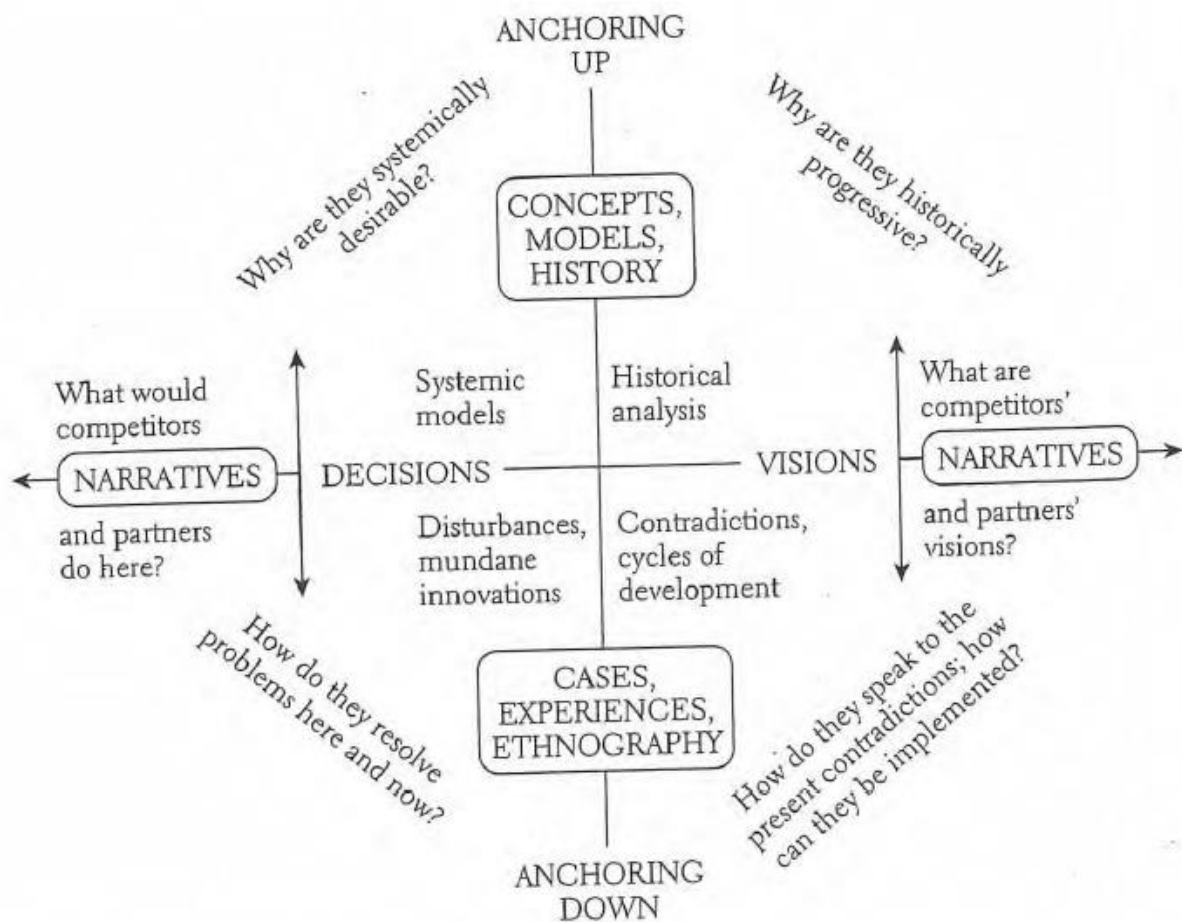 ANCHORING
UP
Why are they systemically
desirable?
Why are they historically
progressive?
CONCEPTS,
MODELS,
HISTORY
What would
competitors
NARRATIVES
and partners
do here?
Systemic
models
Historical
analysis
DECISIONS
VISIONS
Disturbances,
mundane
innovations
Contradictions,
cycles of
development
What are
competitors’
NARRATIVES
and partners’
visions?
How do they resolve
problems here and now?
CASES,
EXPERIENCES,
ETHNOGRAPHY
How do they speak to the
present contradictions; how
can they be implemented?
ANCHORING
DOWN